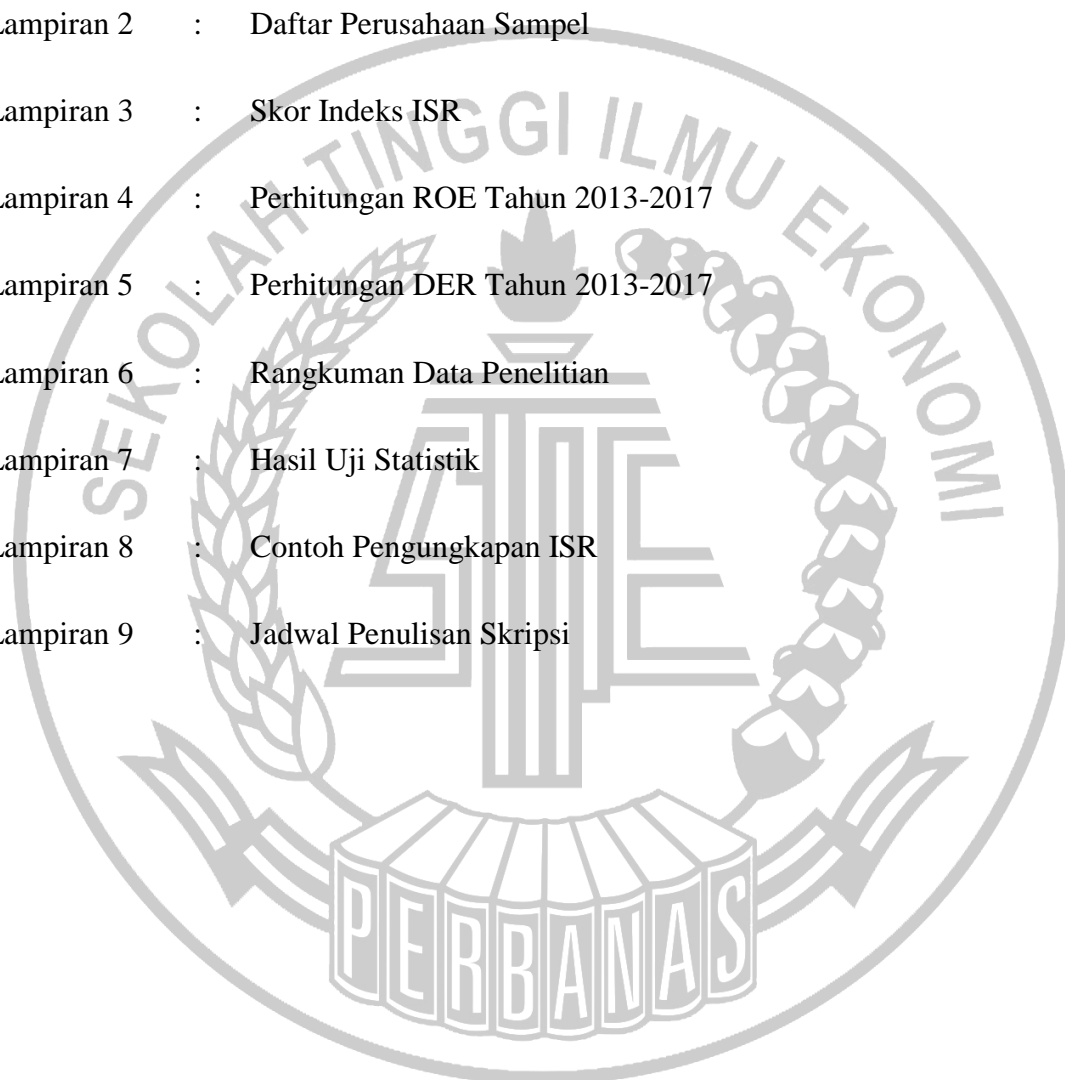 Lampiran 2 : Daftar Perusahaan Sampel
Lampiran 3 : Skor Indeks ISR
Lampiran 4 : Perhitungan ROE Tahun 2013-2017
Lampiran 5 : Perhitungan DER Tahun 2013-2017
Lampiran 6 : Rangkuman Data Penelitian
Lampiran 7 : Hasil Uji Statistik
Lampiran 8 : Contoh Pengungkapan ISR
Lampiran 9 : Jadwal Penulisan Skripsi
SEKOLAH TINGGI ILMU EKONOMI
STIE
PERBANAS